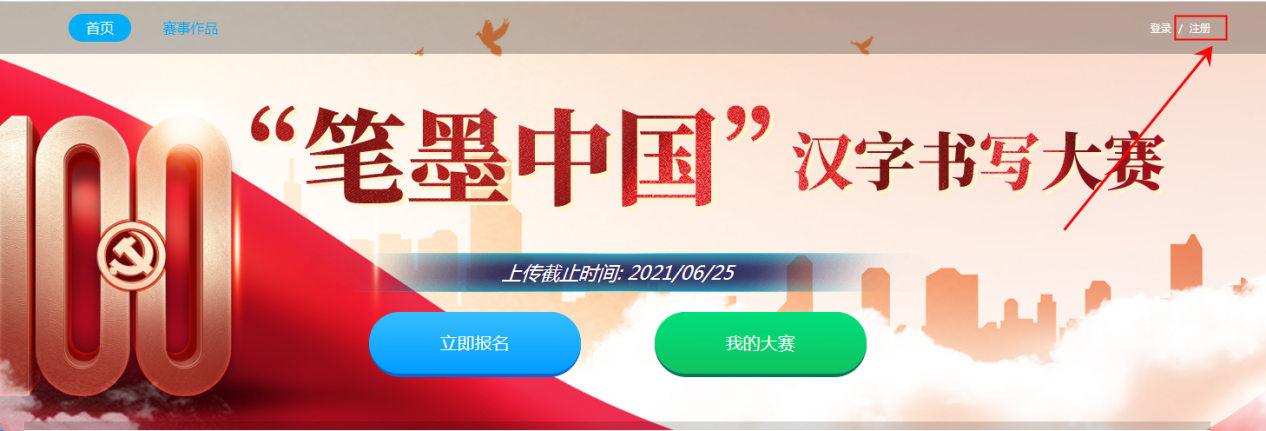 首页 赛事作品 登录 / 注册
“笔墨中国” 汉字书写大赛
100
上传截止时间: 2021/06/25
立即报名 我的大赛